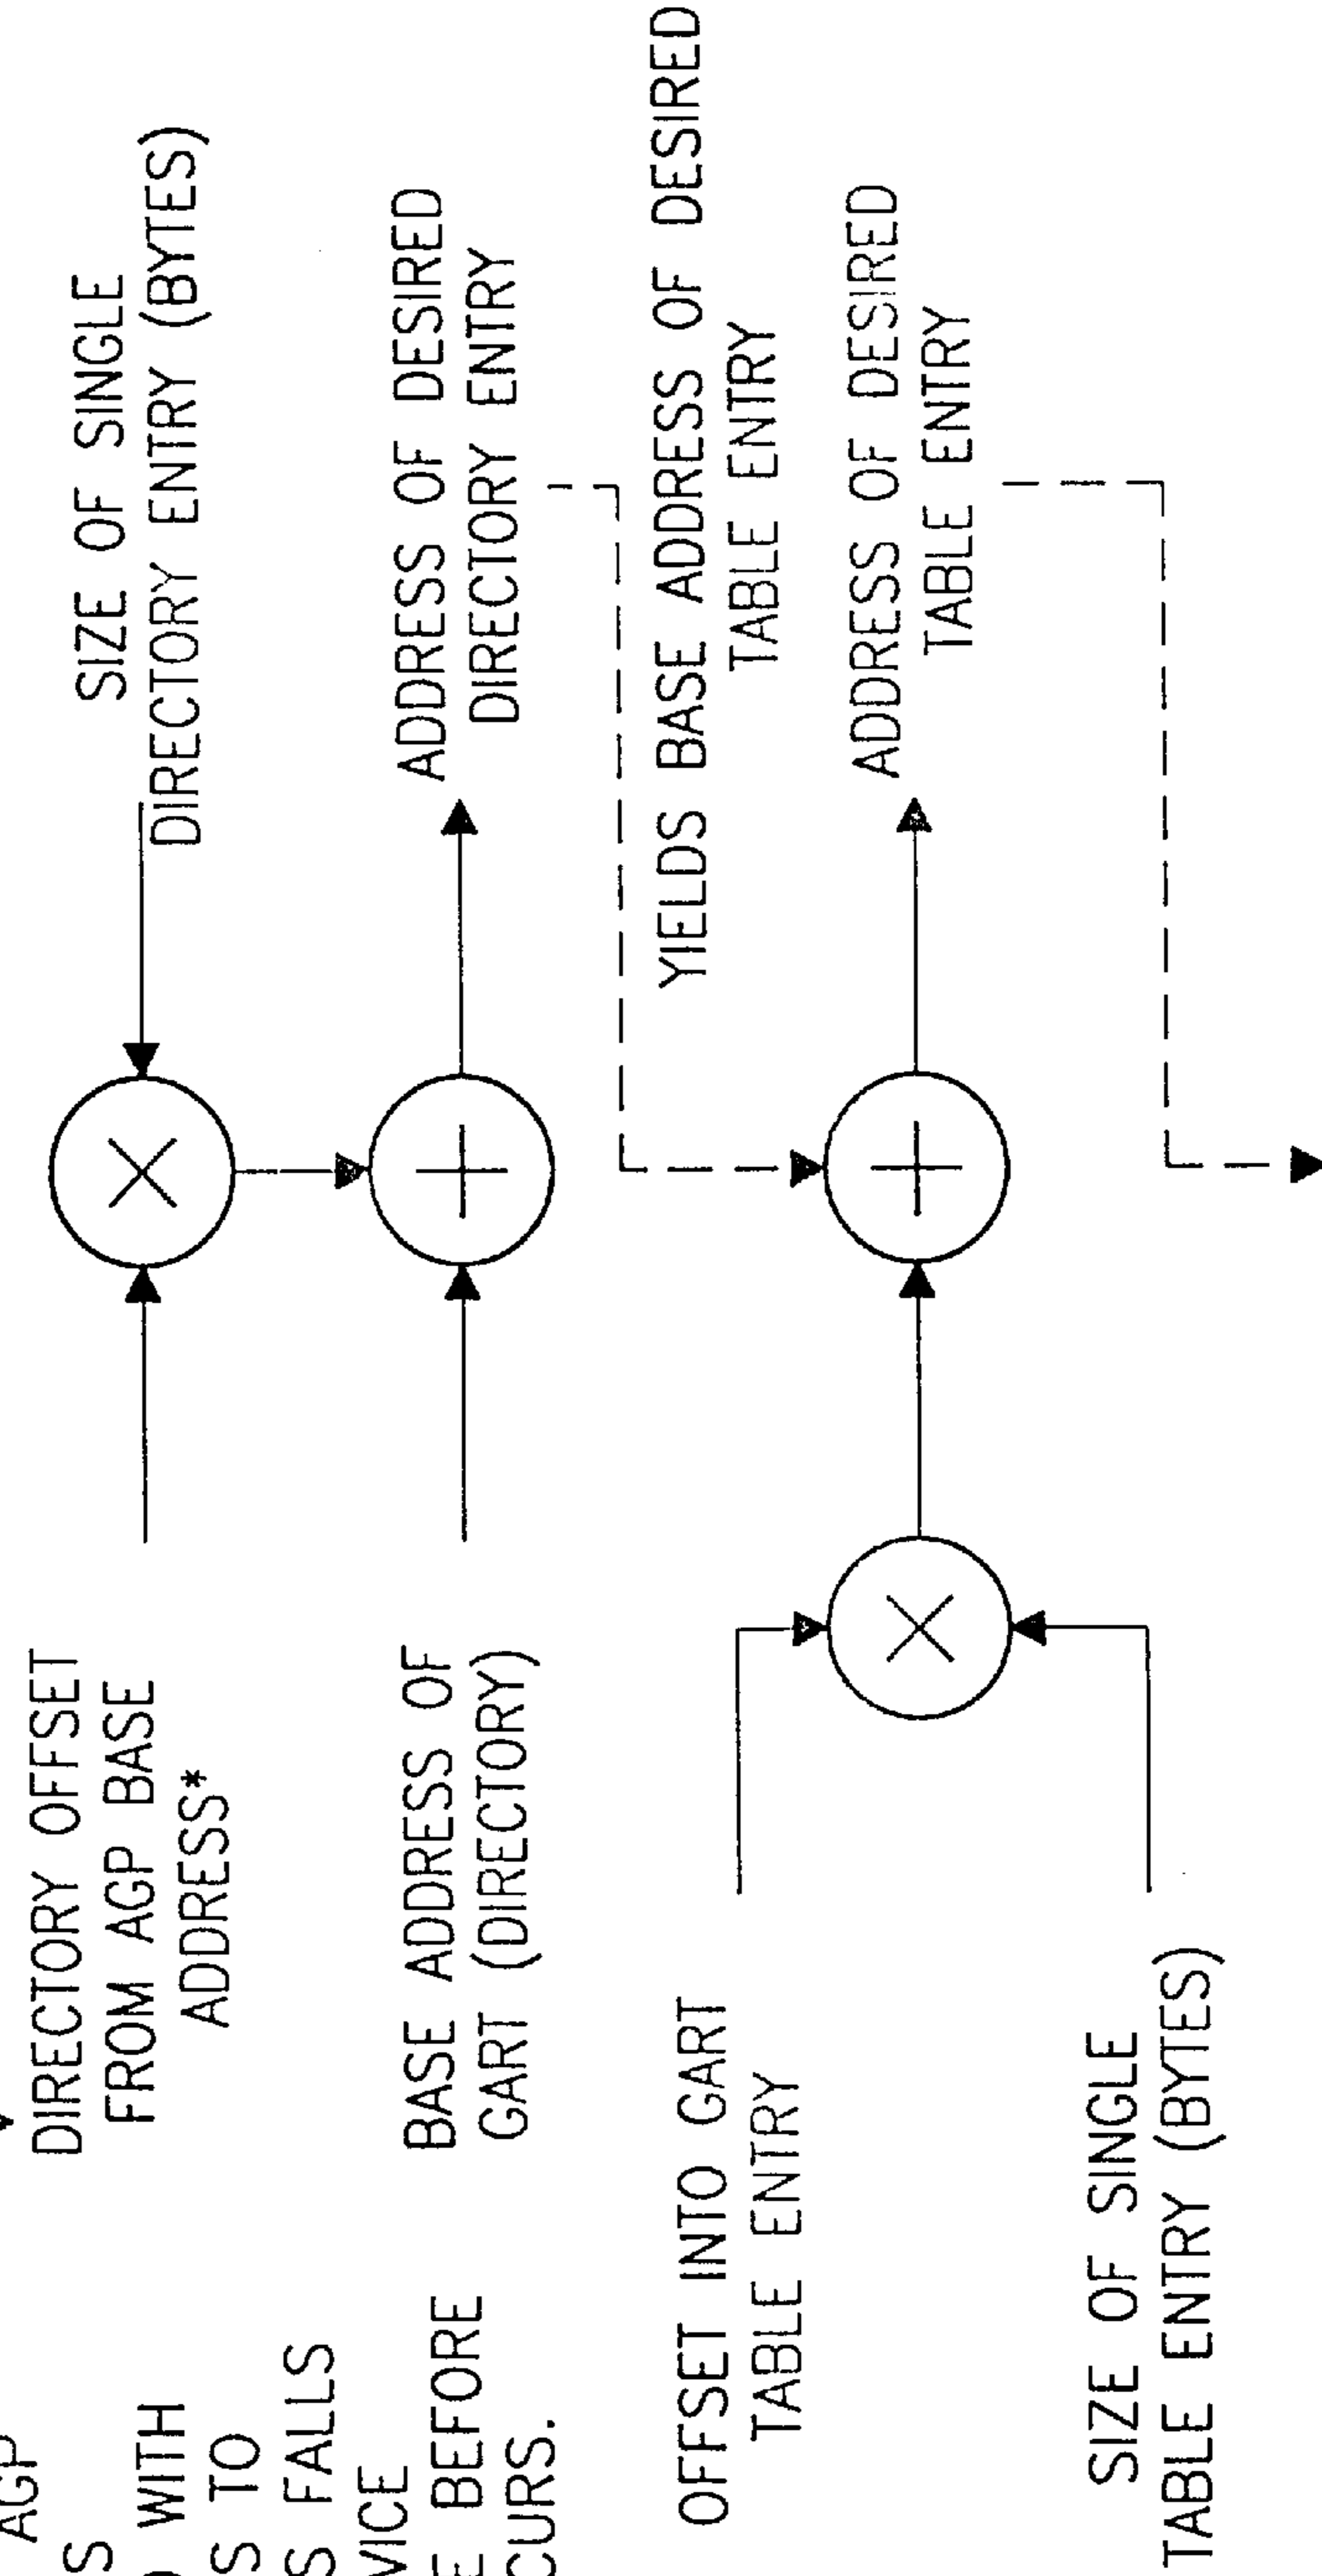 AGP
S
WITH
S TO
S FALLS
VICE
E BEFORE
CURS.
DIRECTORY OFFSET
FROM AGP BASE
ADDRESS*
SIZE OF SINGLE
DIRECTORY ENTRY (BYTES)
BASE ADDRESS OF
GART (DIRECTORY)
ADDRESS OF DESIRED
DIRECTORY ENTRY
YIELDS BASE ADDRESS OF DESIRED
TABLE ENTRY
OFFSET INTO GART
TABLE ENTRY
ADDRESS OF DESIRED
TABLE ENTRY
SIZE OF SINGLE
TABLE ENTRY (BYTES)